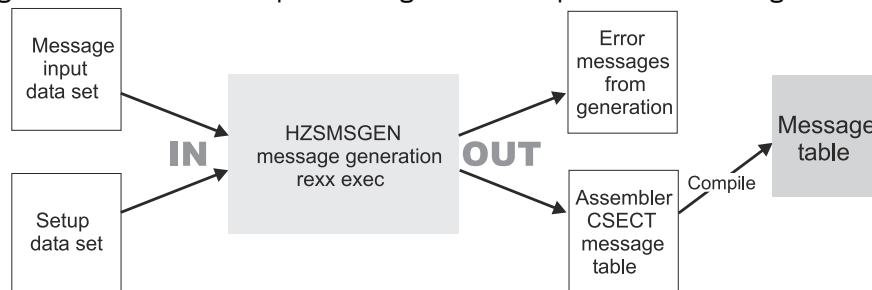 Message
input
data set
Setup
data set
IN
HZSMSGEN
message generation
rexx exec
OUT
Error
messages
from
generation
Assembler
CSECT
message
table
Compile
Message
table